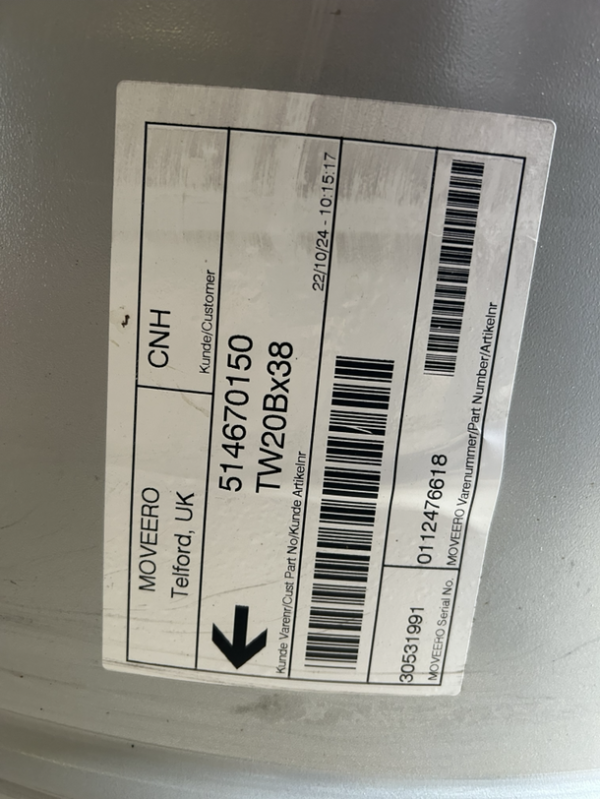 MOVEERO
Telford, UK
CNH
Kunde/Customer
514670150
TW20Bx38
Kunde Varenr/Cust Part No/Kunde Artikelnr
22/10/24 - 10:15:17
30531991
MOVEERO Serial No.
0112476618
MOVEERO Varenummer/Part Number/Artikelnr